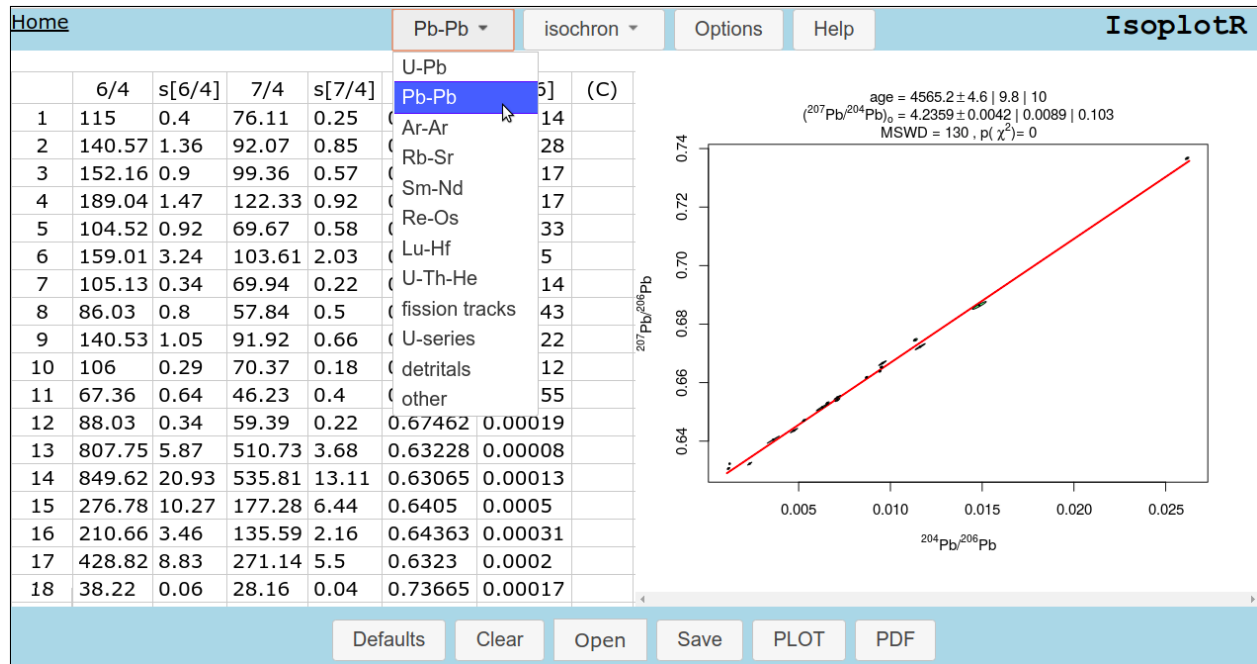 Home Pb-Pb isochron Options Help IsoplotR
6/4 s[6/4] 7/4 s[7/4] 6] (C)
1 115 0.4 76.11 0.25 14
2 140.57 1.36 92.07 0.85 28
3 152.16 0.9 99.36 0.57 17
4 189.04 1.47 122.33 0.92 17
5 104.52 0.92 69.67 0.58 33
6 159.01 3.24 103.61 2.03 5
7 105.13 0.34 69.94 0.22 14
8 86.03 0.8 57.84 0.5 43
9 140.53 1.05 91.92 0.66 22
10 106 0.29 70.37 0.18 12
11 67.36 0.64 46.23 0.4 55
12 88.03 0.34 59.39 0.22 0.67462 0.00019
13 807.75 5.87 510.73 3.68 0.63228 0.00008
14 849.62 20.93 535.81 13.11 0.63065 0.00013
15 276.78 10.27 177.28 6.44 0.6405 0.0005
16 210.66 3.46 135.59 2.16 0.64363 0.00031
17 428.82 8.83 271.14 5.5 0.6323 0.0002
18 38.22 0.06 28.16 0.04 0.73665 0.00017
U-Pb
Pb-Pb
Ar-Ar
Rb-Sr
Sm-Nd
Re-Os
Lu-Hf
U-Th-He
fission tracks
U-series
detritals
other
age = 4565.2 ± 4.6 | 9.8 | 10
(²⁰⁷Pb/²⁰⁴Pb)ₒ = 4.2359 ± 0.0042 | 0.0089 | 0.103
MSWD = 130 , p( χ²)= 0
0.74
0.72
0.70
0.68
0.66
0.64
²⁰⁷Pb/²⁰⁶Pb
0.005 0.010 0.015 0.020 0.025
²⁰⁴Pb/²⁰⁶Pb
Defaults Clear Open Save PLOT PDF